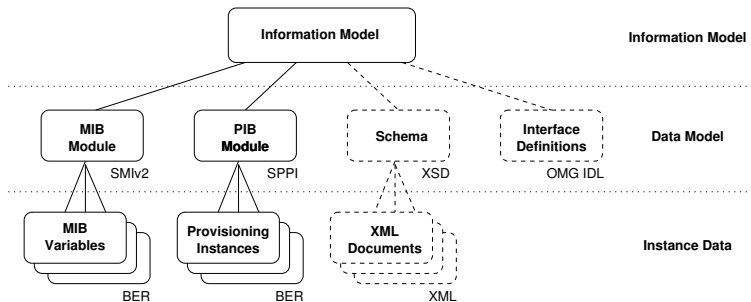 Information Model
Information Model
MIB
Module
SMIv2
PIB
Module
SPPI
Schema
XSD
Interface
Definitions
OMG IDL
Data Model
MIB
Variables
BER
Provisioning
Instances
BER
XML
Documents
XML
Instance Data